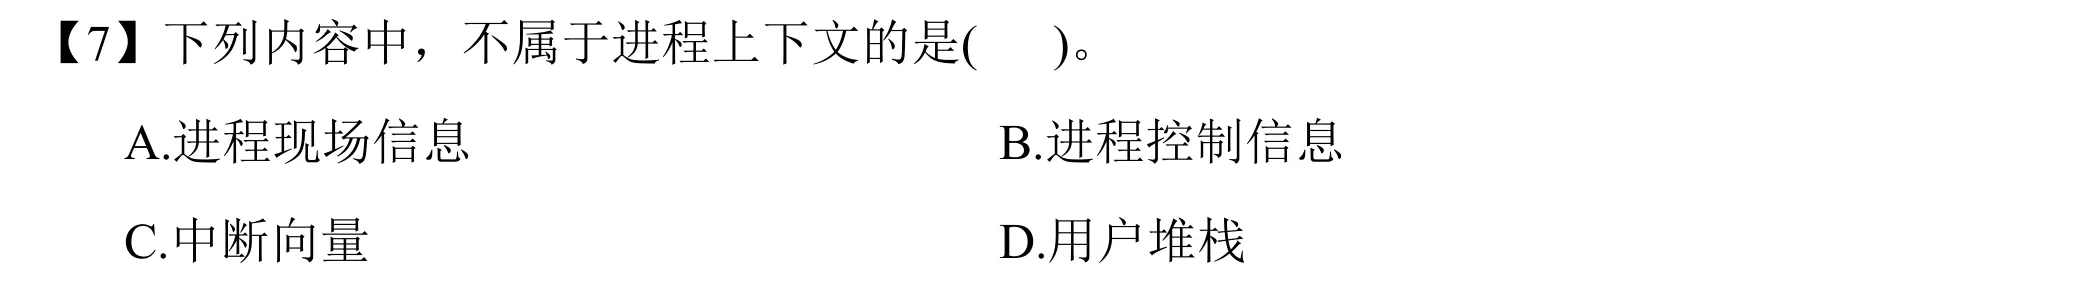 【7】下列内容中，不属于进程上下文的是(    )。
A.进程现场信息 B.进程控制信息
C.中断向量 D.用户堆栈